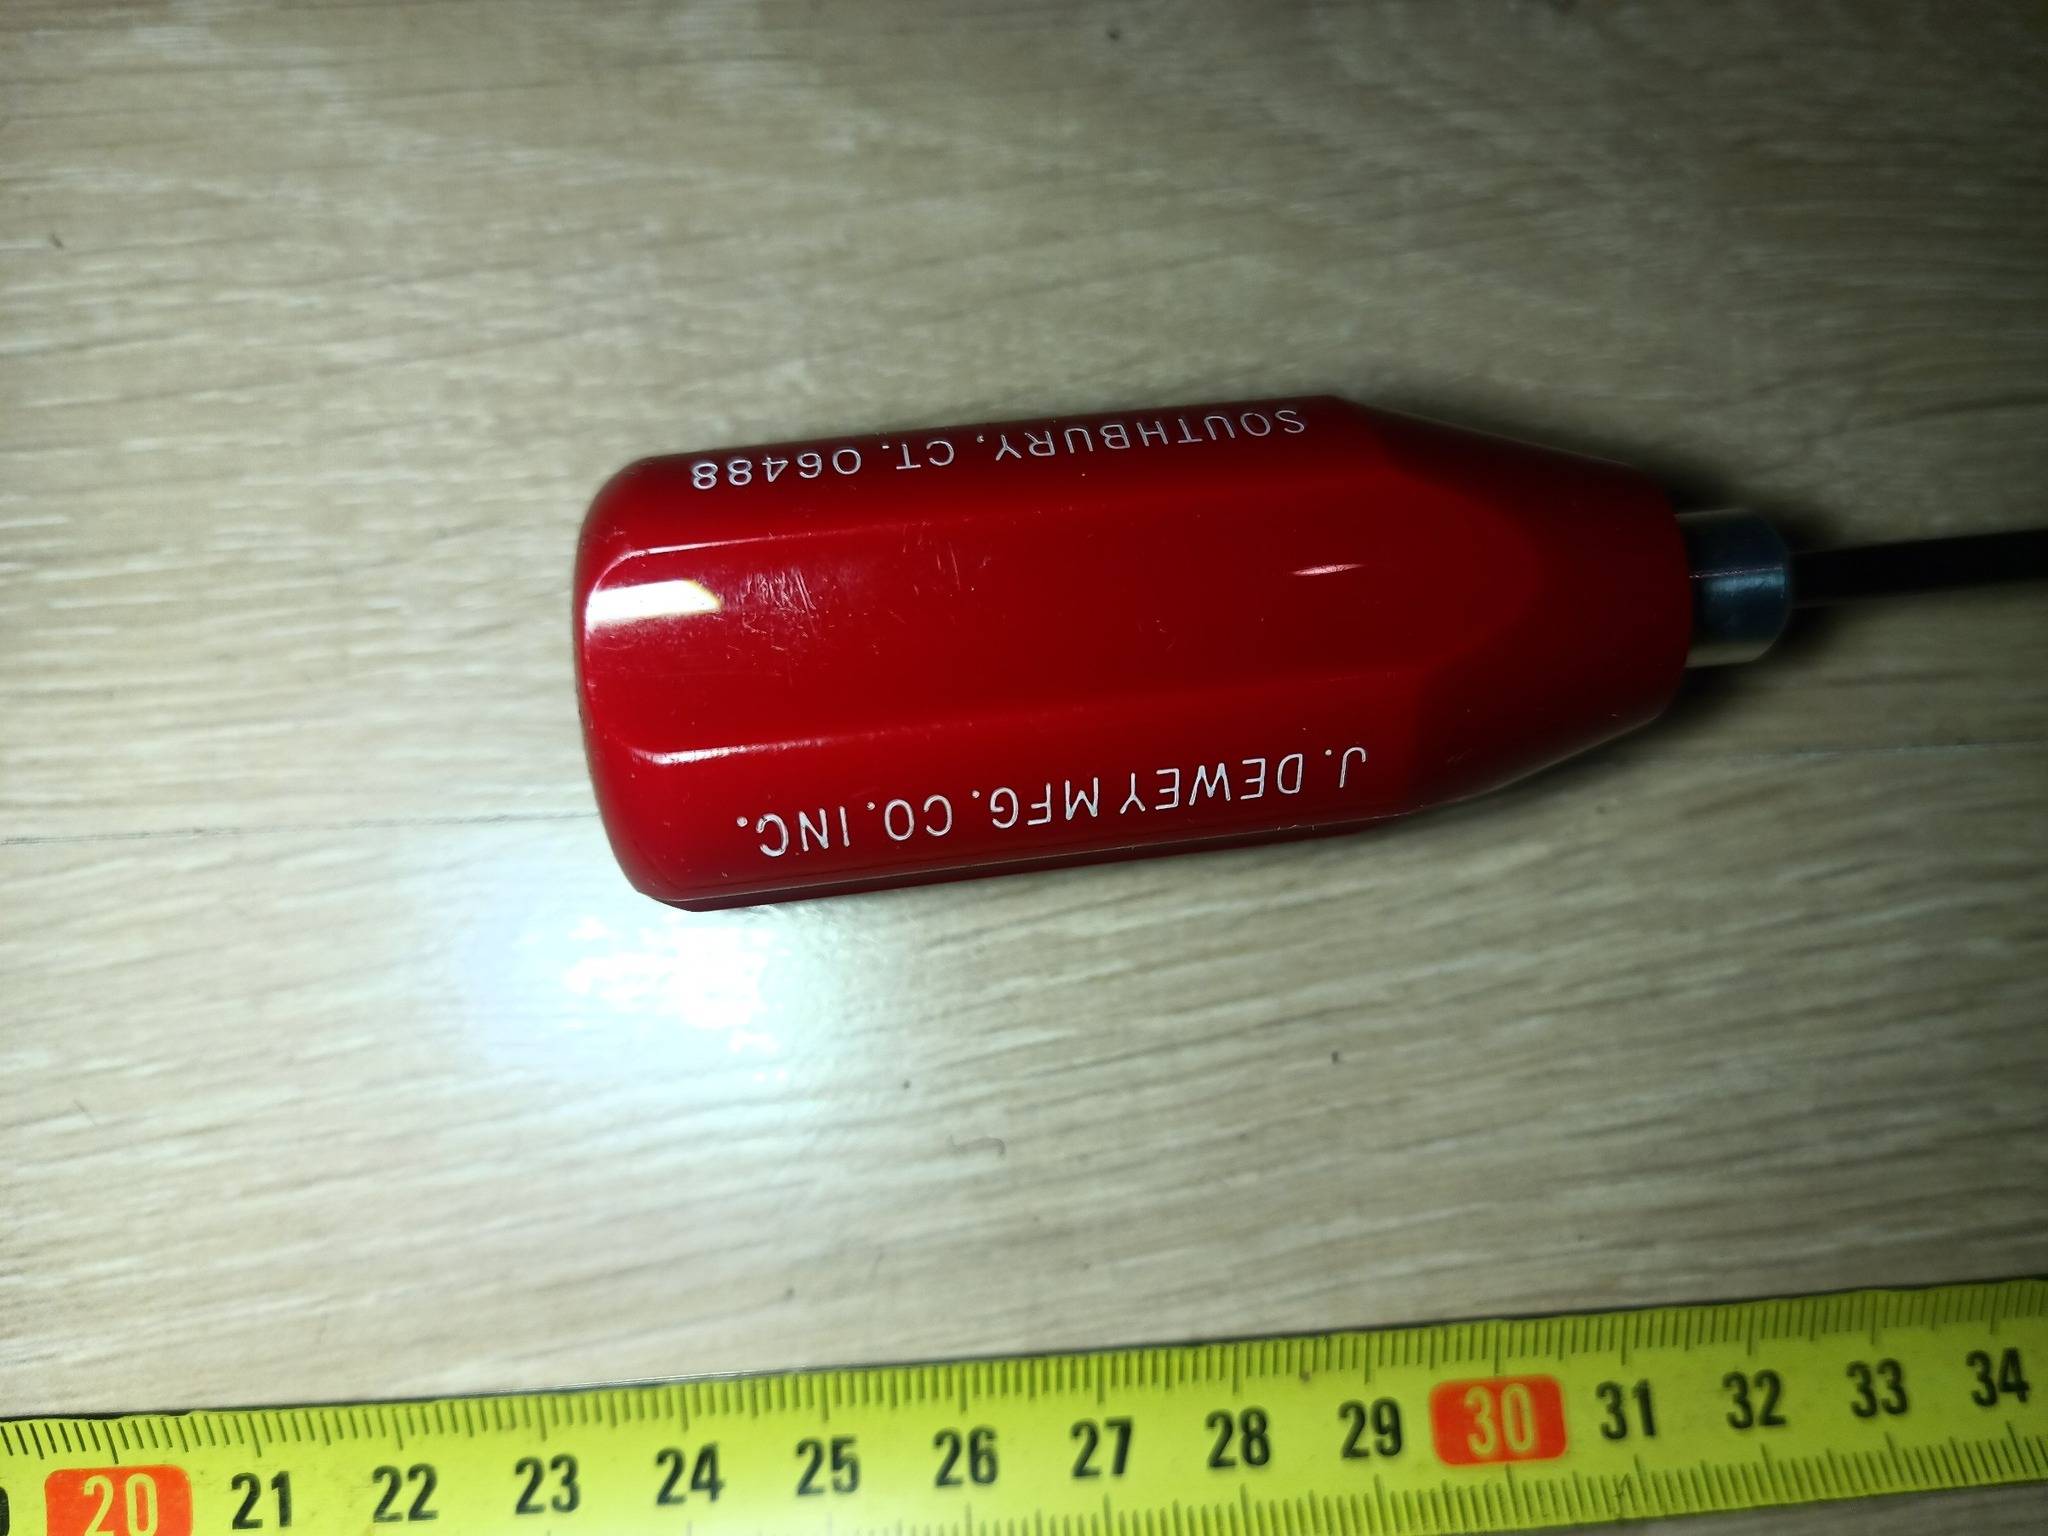 J. DEWEY MFG. CO. INC.
SOUTHBURY, CT. 06488
20 21 22 23 24 25 26 27 28 29 30 31 32 33 34